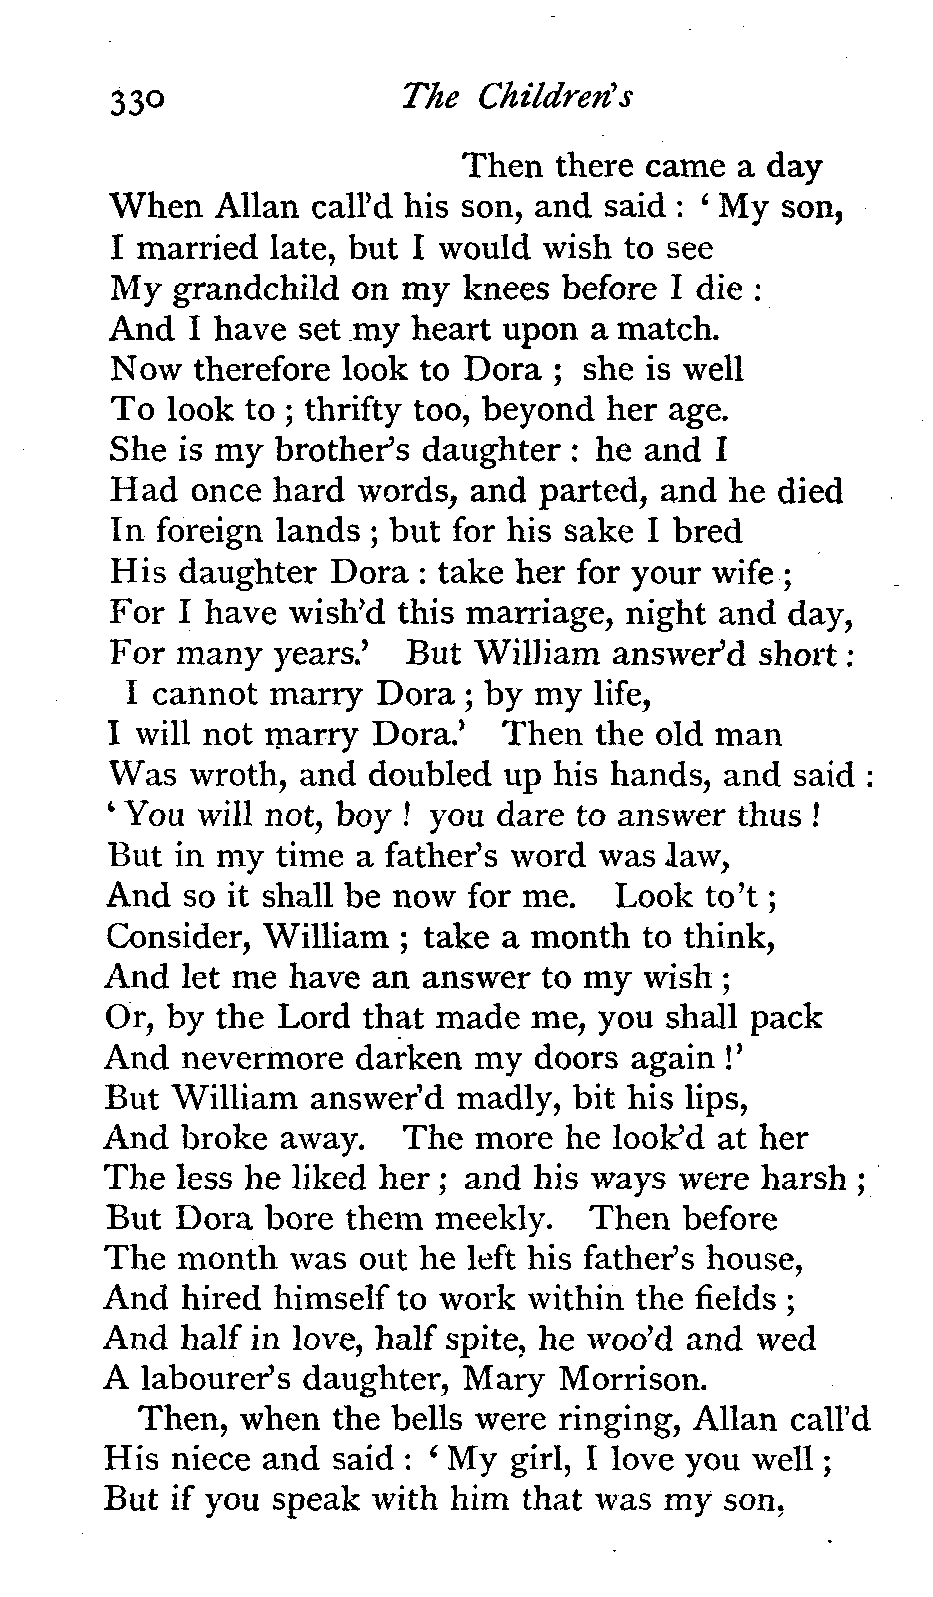 330 The Children's
Then there came a day
When Allan call'd his son, and said : ' My son,
I married late, but I would wish to see
My grandchild on my knees before I die :
And I have set my heart upon a match.
Now therefore look to Dora ; she is well
To look to ; thrifty too, beyond her age.
She is my brother's daughter : he and I
Had once hard words, and parted, and he died
In foreign lands ; but for his sake I bred
His daughter Dora : take her for your wife ;
For I have wish'd this marriage, night and day,
For many years.' But William answer'd short :
I cannot marry Dora ; by my life,
I will not marry Dora.' Then the old man
Was wroth, and doubled up his hands, and said :
' You will not, boy ! you dare to answer thus !
But in my time a father's word was law,
And so it shall be now for me. Look to't ;
Consider, William ; take a month to think,
And let me have an answer to my wish ;
Or, by the Lord that made me, you shall pack
And nevermore darken my doors again !'
But William answer'd madly, bit his lips,
And broke away. The more he look'd at her
The less he liked her ; and his ways were harsh ;
But Dora bore them meekly. Then before
The month was out he left his father's house,
And hired himself to work within the fields ;
And half in love, half spite, he woo'd and wed
A labourer's daughter, Mary Morrison.
Then, when the bells were ringing, Allan call'd
His niece and said : ' My girl, I love you well ;
But if you speak with him that was my son,